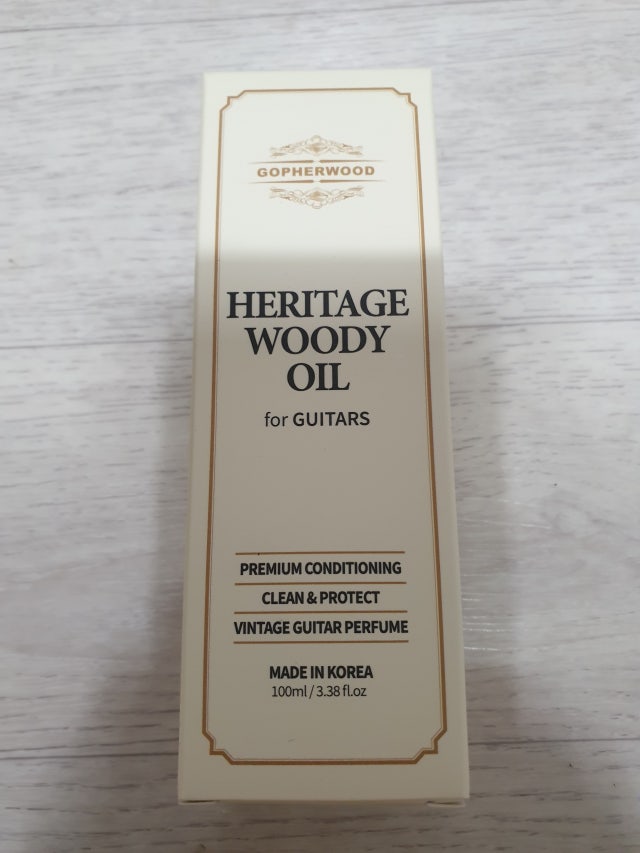 GOPHERWOOD
HERITAGE
WOODY
OIL
for GUITARS
PREMIUM CONDITIONING
CLEAN & PROTECT
VINTAGE GUITAR PERFUME
MADE IN KOREA
100ml / 3.38 fl.oz